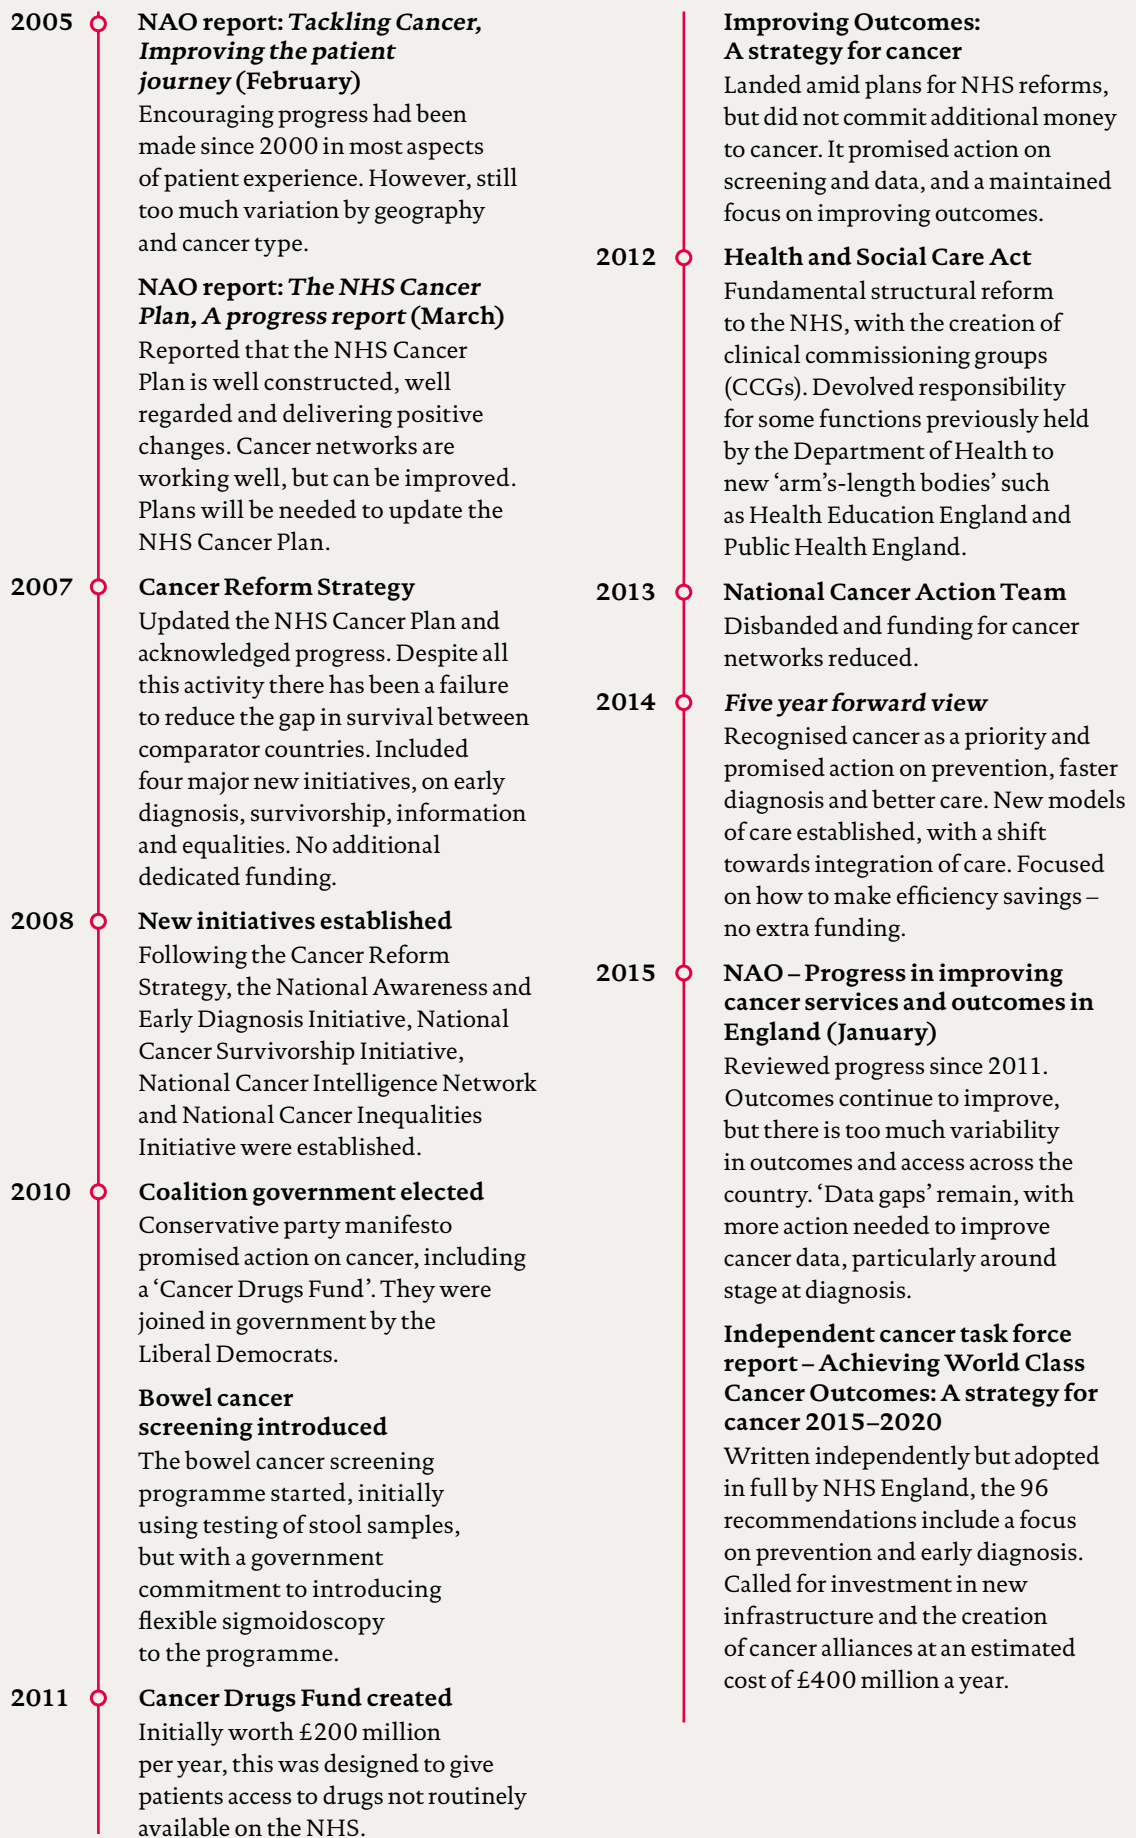 2005
NAO report: Tackling Cancer,
Improving the patient
journey (February)
Encouraging progress had been
made since 2000 in most aspects
of patient experience. However, still
too much variation by geography
and cancer type.
NAO report: The NHS Cancer
Plan, A progress report (March)
Reported that the NHS Cancer
Plan is well constructed, well
regarded and delivering positive
changes. Cancer networks are
working well, but can be improved.
Plans will be needed to update the
NHS Cancer Plan.
2007
Cancer Reform Strategy
Updated the NHS Cancer Plan and
acknowledged progress. Despite all
this activity there has been a failure
to reduce the gap in survival between
comparator countries. Included
four major new initiatives, on early
diagnosis, survivorship, information
and equalities. No additional
dedicated funding.
2008
New initiatives established
Following the Cancer Reform
Strategy, the National Awareness and
Early Diagnosis Initiative, National
Cancer Survivorship Initiative,
National Cancer Intelligence Network
and National Cancer Inequalities
Initiative were established.
2010
Coalition government elected
Conservative party manifesto
promised action on cancer, including
a ‘Cancer Drugs Fund’. They were
joined in government by the
Liberal Democrats.
Bowel cancer
screening introduced
The bowel cancer screening
programme started, initially
using testing of stool samples,
but with a government
commitment to introducing
flexible sigmoidoscopy
to the programme.
2011
Cancer Drugs Fund created
Initially worth £200 million
per year, this was designed to give
patients access to drugs not routinely
available on the NHS.
Improving Outcomes:
A strategy for cancer
Landed amid plans for NHS reforms,
but did not commit additional money
to cancer. It promised action on
screening and data, and a maintained
focus on improving outcomes.
2012
Health and Social Care Act
Fundamental structural reform
to the NHS, with the creation of
clinical commissioning groups
(CCGs). Devolved responsibility
for some functions previously held
by the Department of Health to
new ‘arm’s-length bodies’ such
as Health Education England and
Public Health England.
2013
National Cancer Action Team
Disbanded and funding for cancer
networks reduced.
2014
Five year forward view
Recognised cancer as a priority and
promised action on prevention, faster
diagnosis and better care. New models
of care established, with a shift
towards integration of care. Focused
on how to make efficiency savings –
no extra funding.
2015
NAO – Progress in improving
cancer services and outcomes in
England (January)
Reviewed progress since 2011.
Outcomes continue to improve,
but there is too much variability
in outcomes and access across the
country. ‘Data gaps’ remain, with
more action needed to improve
cancer data, particularly around
stage at diagnosis.
Independent cancer task force
report – Achieving World Class
Cancer Outcomes: A strategy for
cancer 2015–2020
Written independently but adopted
in full by NHS England, the 96
recommendations include a focus
on prevention and early diagnosis.
Called for investment in new
infrastructure and the creation
of cancer alliances at an estimated
cost of £400 million a year.